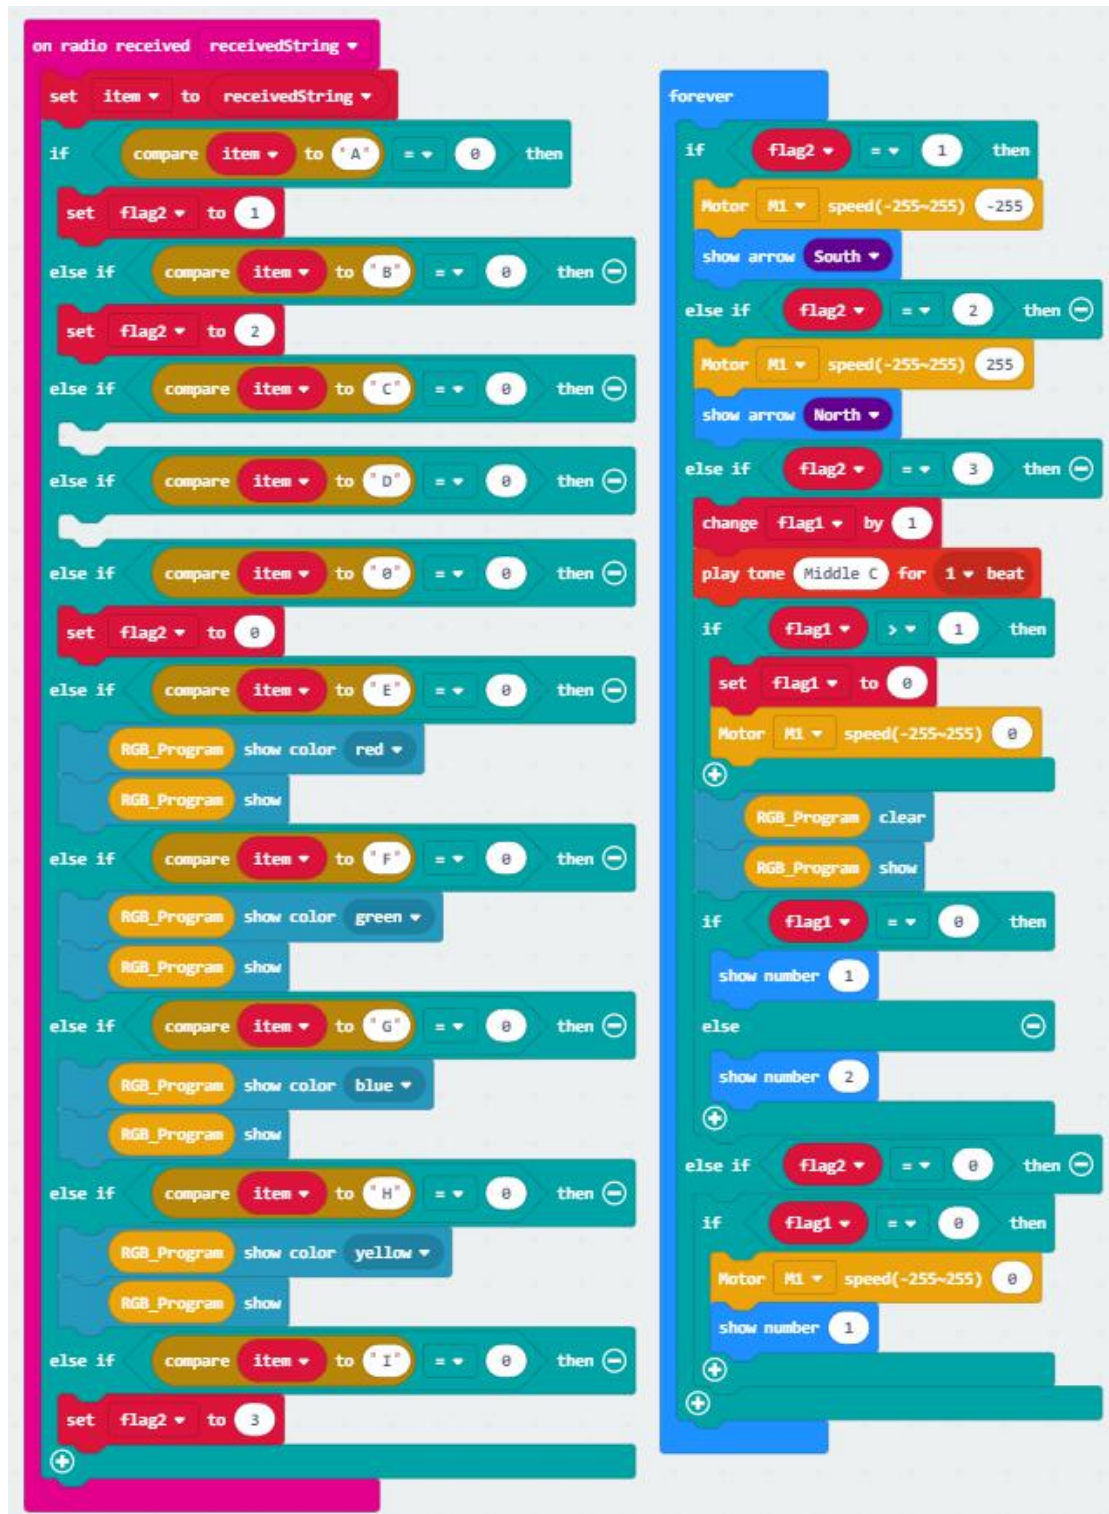 on radio received receivedString
set item to receivedString
if compare item to "A" = 0 then
set flag2 to 1
else if compare item to "B" = 0 then
set flag2 to 2
else if compare item to "C" = 0 then
else if compare item to "D" = 0 then
else if compare item to "0" = 0 then
set flag2 to 0
else if compare item to "E" = 0 then
RGB_Program show color red
RGB_Program show
else if compare item to "F" = 0 then
RGB_Program show color green
RGB_Program show
else if compare item to "G" = 0 then
RGB_Program show color blue
RGB_Program show
else if compare item to "H" = 0 then
RGB_Program show color yellow
RGB_Program show
else if compare item to "I" = 0 then
set flag2 to 3
forever
if flag2 = 1 then
Motor M1 speed(-255~255) -255
show arrow South
else if flag2 = 2 then
Motor M1 speed(-255~255) 255
show arrow North
else if flag2 = 3 then
change flag1 by 1
play tone Middle C for 1 beat
if flag1 > 1 then
set flag1 to 0
Motor M1 speed(-255~255) 0
RGB_Program clear
RGB_Program show
if flag1 = 0 then
show number 1
else
show number 2
else if flag2 = 0 then
if flag1 = 0 then
Motor M1 speed(-255~255) 0
show number 1